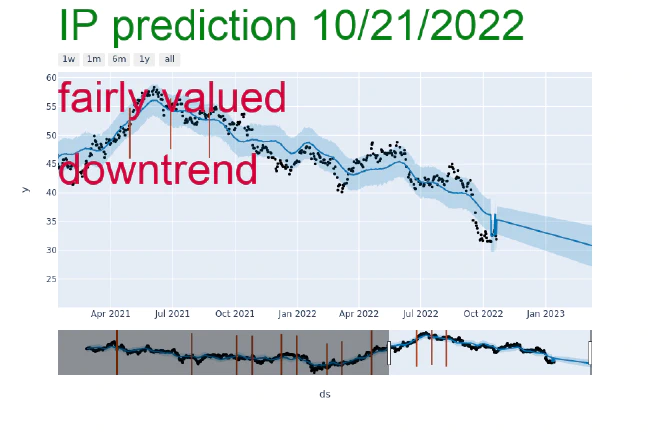 IP prediction 10/21/2022
1w 1m 6m 1y all
fairly valued
downtrend
60
55
50
45
40
35
30
25
y
Apr 2021 Jul 2021 Oct 2021 Jan 2022 Apr 2022 Jul 2022 Oct 2022 Jan 2023
ds